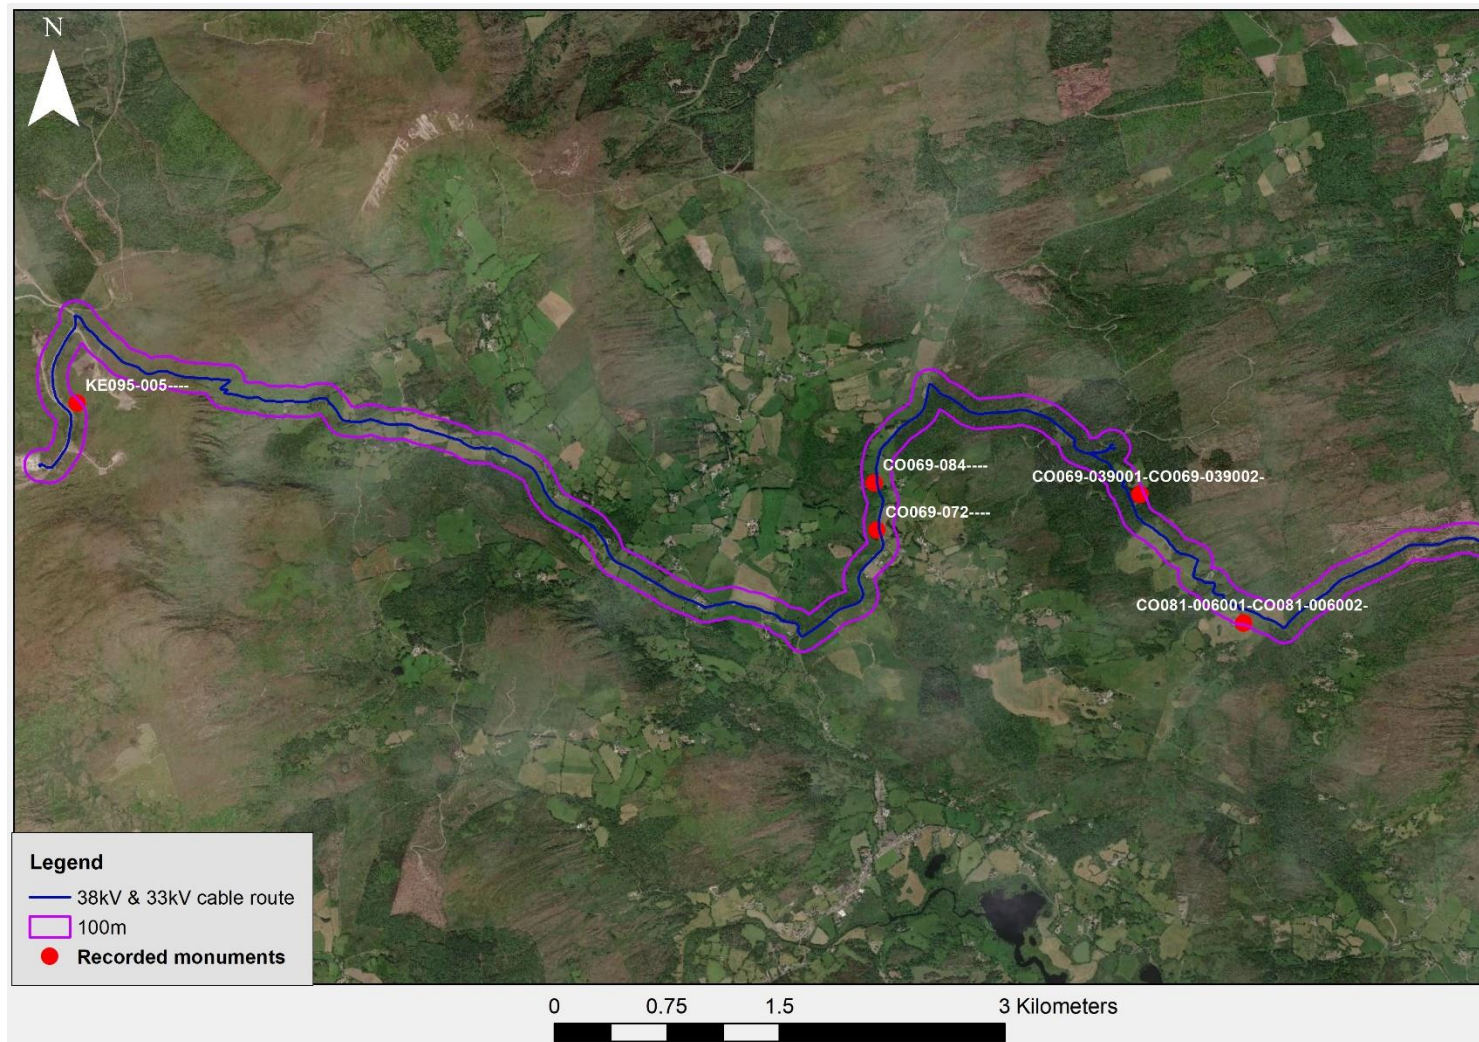 N
KE095-005----
CO069-084----
CO069-039001-CO069-039002-
CO069-072----
CO081-006001-CO081-006002-
Legend
38kV & 33kV cable route
100m
Recorded monuments
0 0.75 1.5 3 Kilometers